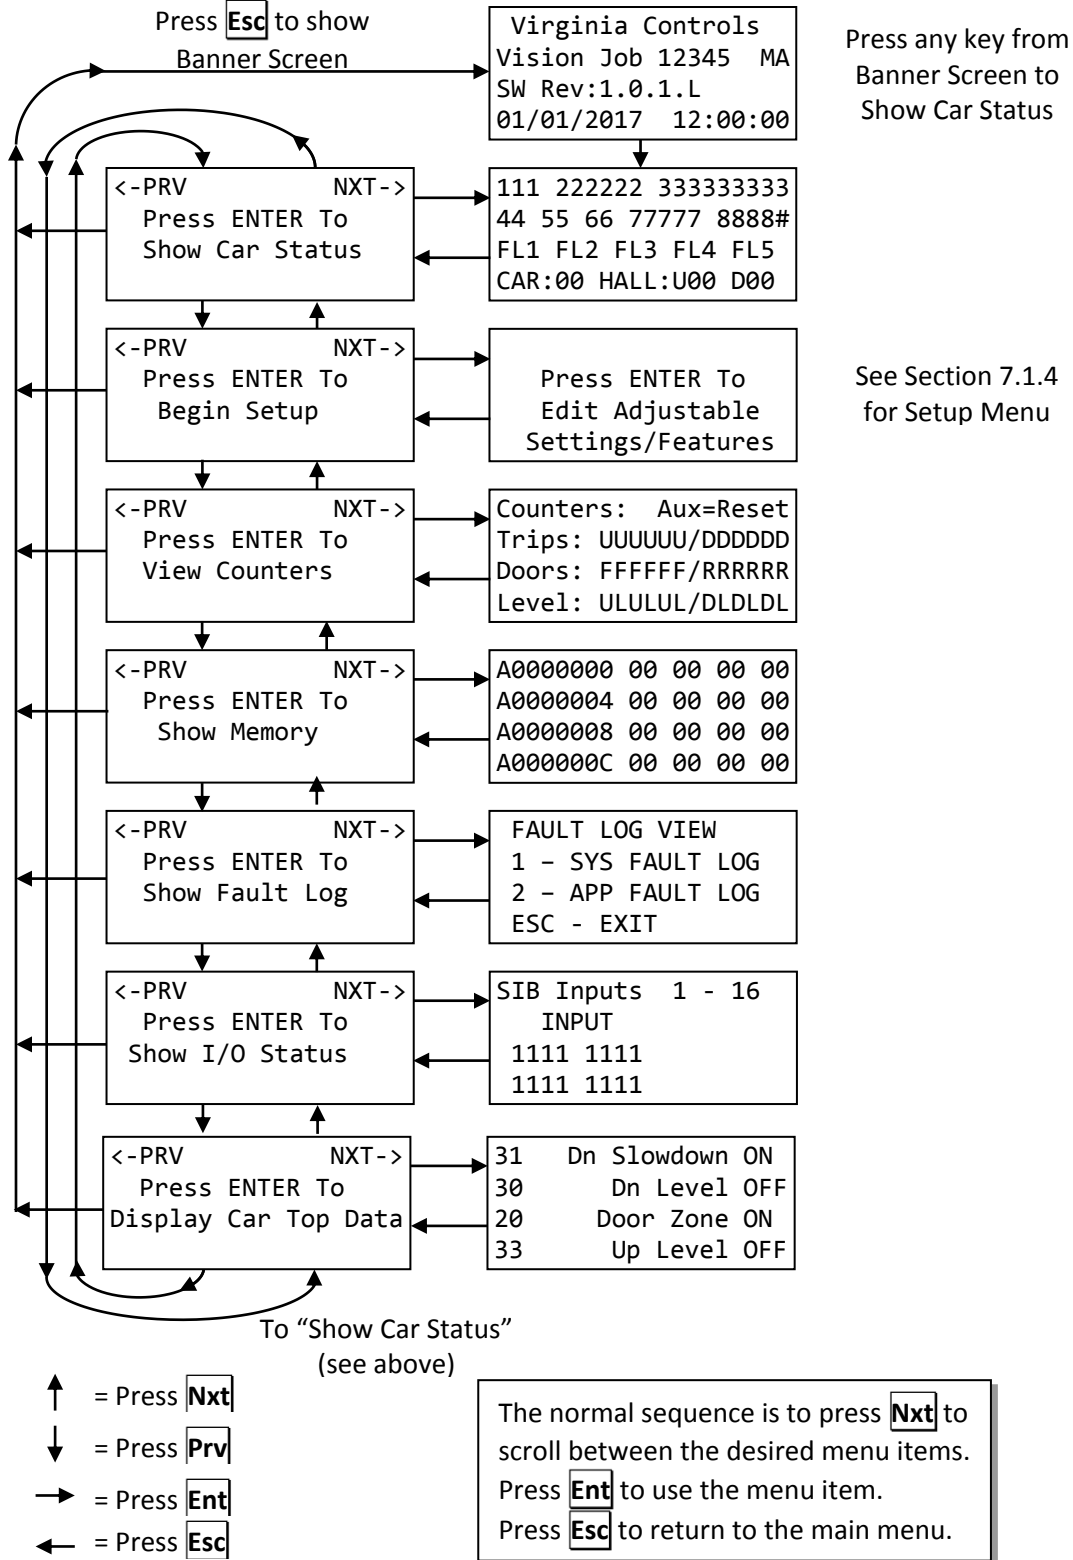 Press Esc to show
Banner Screen
Virginia Controls
Vision Job 12345  MA
SW Rev:1.0.1.L
01/01/2017  12:00:00
Press any key from
Banner Screen to
Show Car Status
<-PRV NXT->
Press ENTER To
Show Car Status
111 222222 333333333
44 55 66 77777 8888#
FL1 FL2 FL3 FL4 FL5
CAR:00 HALL:U00 D00
<-PRV NXT->
Press ENTER To
Begin Setup
Press ENTER To
Edit Adjustable
Settings/Features
See Section 7.1.4
for Setup Menu
<-PRV NXT->
Press ENTER To
View Counters
Counters:  Aux=Reset
Trips: UUUUUU/DDDDDD
Doors: FFFFFF/RRRRRR
Level: ULULUL/DLDLDL
<-PRV NXT->
Press ENTER To
Show Memory
A0000000 00 00 00 00
A0000004 00 00 00 00
A0000008 00 00 00 00
A000000C 00 00 00 00
<-PRV NXT->
Press ENTER To
Show Fault Log
FAULT LOG VIEW
1 – SYS FAULT LOG
2 – APP FAULT LOG
ESC - EXIT
<-PRV NXT->
Press ENTER To
Show I/O Status
SIB Inputs  1 - 16
INPUT
1111 1111
1111 1111
<-PRV NXT->
Press ENTER To
Display Car Top Data
31 Dn Slowdown ON
30 Dn Level OFF
20 Door Zone ON
33 Up Level OFF
To “Show Car Status”
(see above)
= Press Nxt
= Press Prv
= Press Ent
= Press Esc
The normal sequence is to press Nxt to
scroll between the desired menu items.
Press Ent to use the menu item.
Press Esc to return to the main menu.